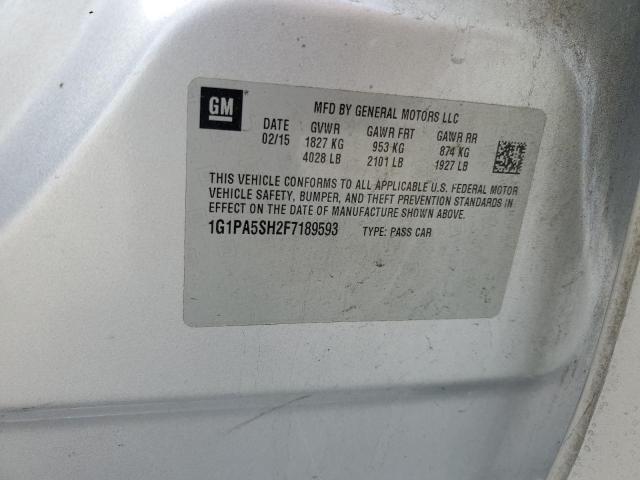 GM
MFD BY GENERAL MOTORS LLC
DATE GVWR GAWR FRT GAWR RR
02/15 1827 KG 953 KG 874 KG
4028 LB 2101 LB 1927 LB
THIS VEHICLE CONFORMS TO ALL APPLICABLE U.S. FEDERAL MOTOR
VEHICLE SAFETY, BUMPER, AND THEFT PREVENTION STANDARDS IN
EFFECT ON THE DATE OF MANUFACTURE SHOWN ABOVE.
1G1PA5SH2F7189593 TYPE: PASS CAR